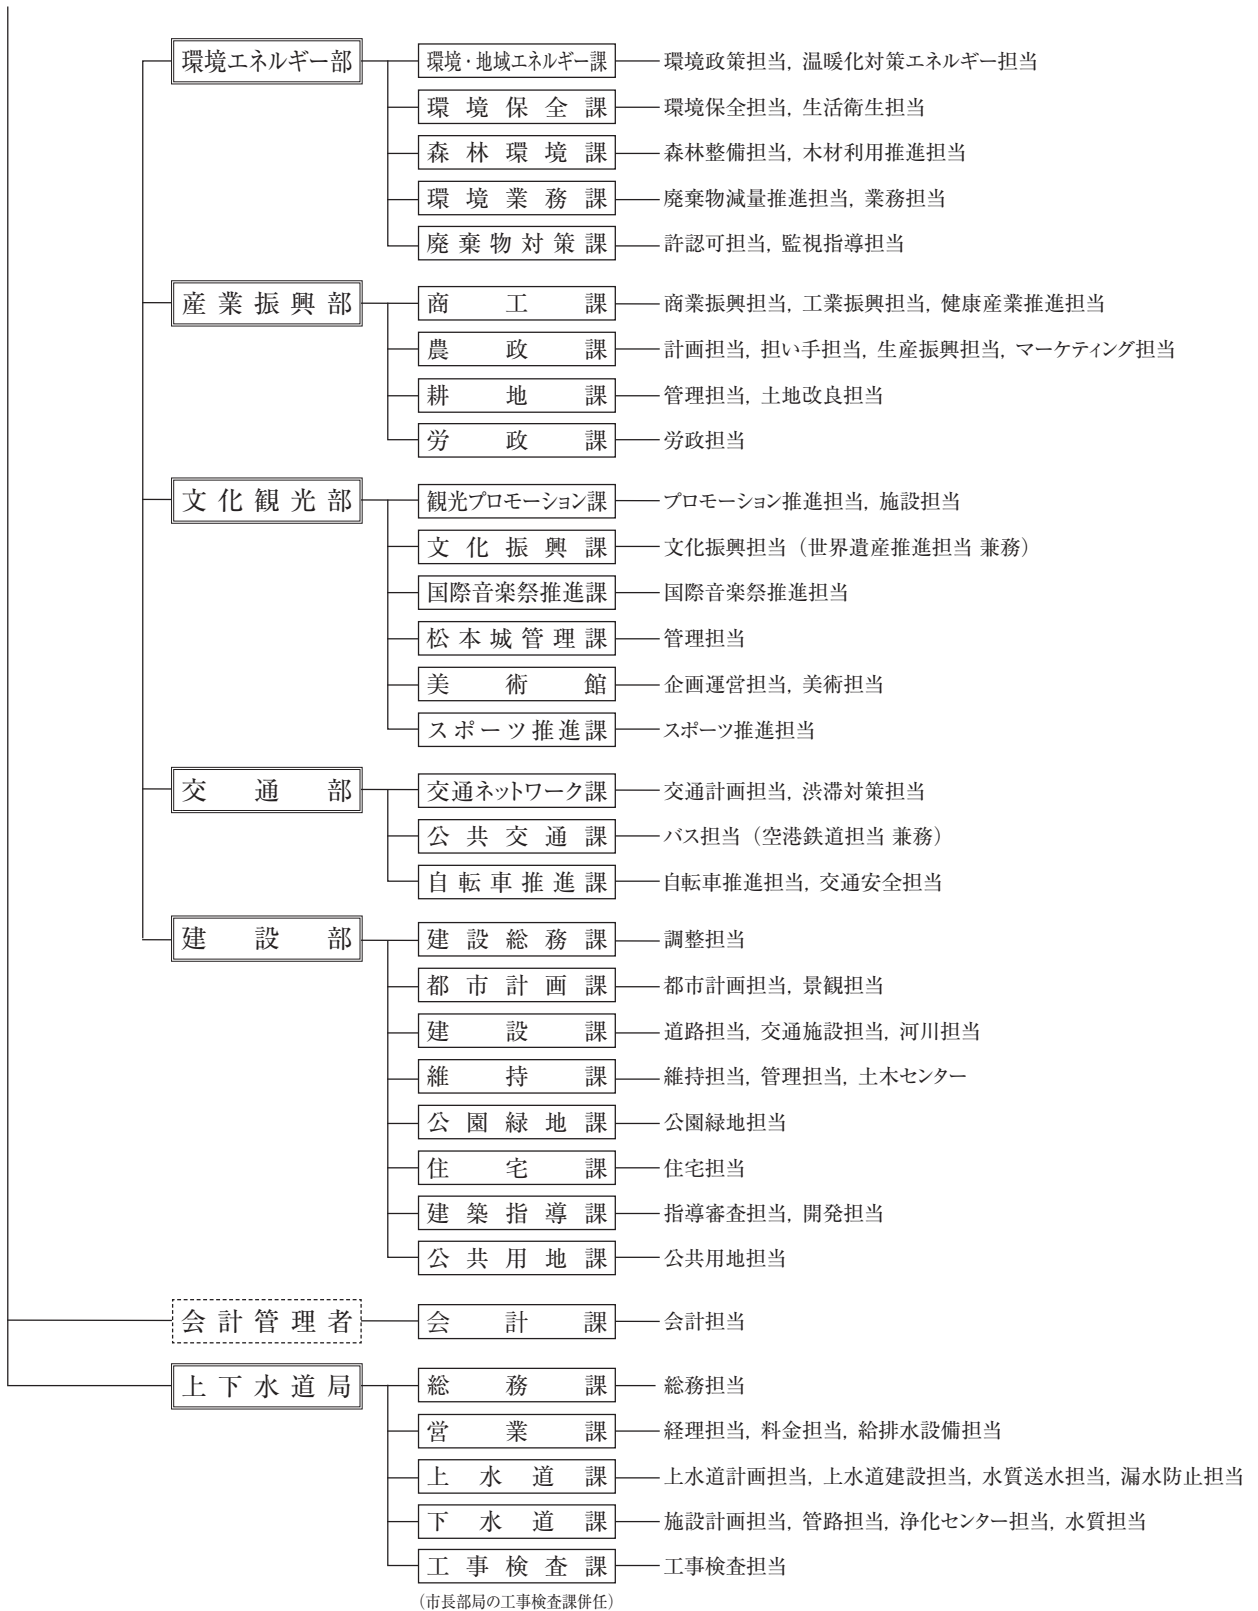 環境エネルギー部 環境・地域エネルギー課 環境政策担当, 温暖化対策エネルギー担当
環境保全課 環境保全担当, 生活衛生担当
森林環境課 森林整備担当, 木材利用推進担当
環境業務課 廃棄物減量推進担当, 業務担当
廃棄物対策課 許認可担当, 監視指導担当
産業振興部 商工課 商業振興担当, 工業振興担当, 健康産業推進担当
農政課 計画担当, 担い手担当, 生産振興担当, マーケティング担当
耕地課 管理担当, 土地改良担当
労政課 労政担当
文化観光部 観光プロモーション課 プロモーション推進担当, 施設担当
文化振興課 文化振興担当（世界遺産推進担当 兼務）
国際音楽祭推進課 国際音楽祭推進担当
松本城管理課 管理担当
美術館 企画運営担当, 美術担当
スポーツ推進課 スポーツ推進担当
交通部 交通ネットワーク課 交通計画担当, 渋滞対策担当
公共交通課 バス担当（空港鉄道担当 兼務）
自転車推進課 自転車推進担当, 交通安全担当
建設部 建設総務課 調整担当
都市計画課 都市計画担当, 景観担当
建設課 道路担当, 交通施設担当, 河川担当
維持課 維持担当, 管理担当, 土木センター
公園緑地課 公園緑地担当
住宅課 住宅担当
建築指導課 指導審査担当, 開発担当
公共用地課 公共用地担当
会計管理者 会計課 会計担当
上下水道局 総務課 総務担当
営業課 経理担当, 料金担当, 給排水設備担当
上水道課 上水道計画担当, 上水道建設担当, 水質送水担当, 漏水防止担当
下水道課 施設計画担当, 管路担当, 浄化センター担当, 水質担当
工事検査課 工事検査担当
（市長部局の工事検査課併任）